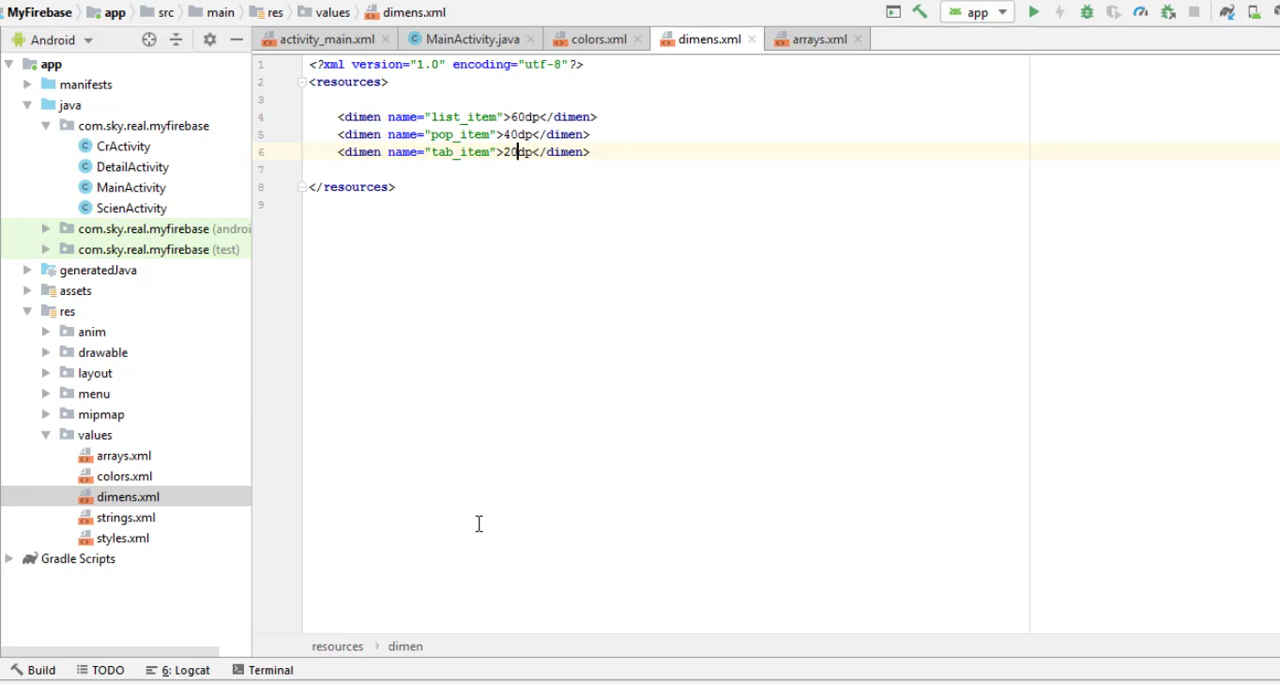 MyFirebase app src main res values dimens.xml app
Android activity_main.xml MainActivity.java colors.xml dimens.xml arrays.xml
app
manifests
java
com.sky.real.myfirebase
CrActivity
DetailActivity
MainActivity
ScienActivity
com.sky.real.myfirebase (androi
com.sky.real.myfirebase (test)
generatedJava
assets
res
anim
drawable
layout
menu
mipmap
values
arrays.xml
colors.xml
dimens.xml
strings.xml
styles.xml
Gradle Scripts
1 <?xml version="1.0" encoding="utf-8"?>
2 <resources>
3
4 <dimen name="list_item">60dp</dimen>
5 <dimen name="pop_item">40dp</dimen>
6 <dimen name="tab_item">20dp</dimen>
7
8 </resources>
9
resources dimen
Build TODO 6: Logcat Terminal